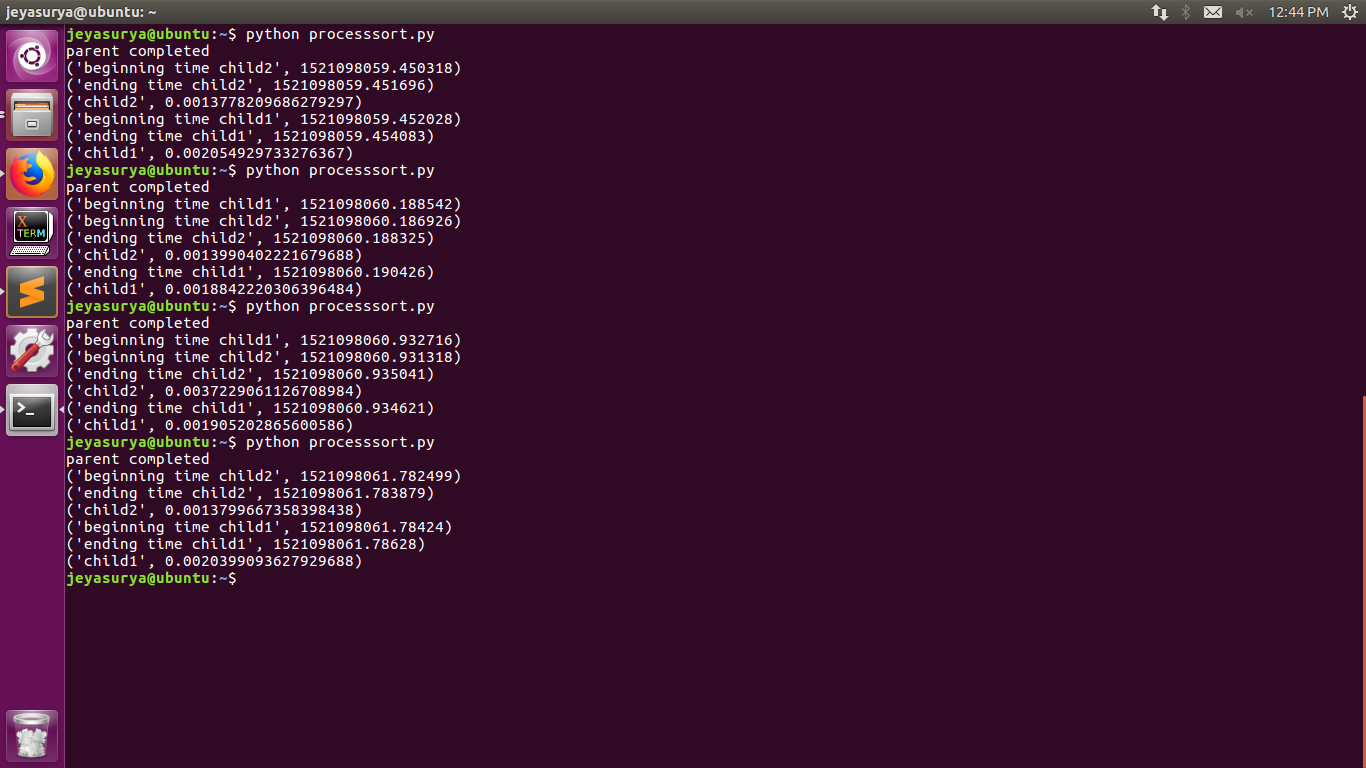 jeyasurya@ubuntu: ~
12:44 PM
jeyasurya@ubuntu:~$ python processsort.py
parent completed
('beginning time child2', 1521098059.450318)
('ending time child2', 1521098059.451696)
('child2', 0.0013778209686279297)
('beginning time child1', 1521098059.452028)
('ending time child1', 1521098059.454083)
('child1', 0.002054929733276367)
jeyasurya@ubuntu:~$ python processsort.py
parent completed
('beginning time child1', 1521098060.188542)
('beginning time child2', 1521098060.186926)
('ending time child2', 1521098060.188325)
('child2', 0.0013990402221679688)
('ending time child1', 1521098060.190426)
('child1', 0.0018842220306396484)
jeyasurya@ubuntu:~$ python processsort.py
parent completed
('beginning time child1', 1521098060.932716)
('beginning time child2', 1521098060.931318)
('ending time child2', 1521098060.935041)
('child2', 0.0037229061126708984)
('ending time child1', 1521098060.934621)
('child1', 0.001905202865600586)
jeyasurya@ubuntu:~$ python processsort.py
parent completed
('beginning time child2', 1521098061.782499)
('ending time child2', 1521098061.783879)
('child2', 0.0013799667358398438)
('beginning time child1', 1521098061.78424)
('ending time child1', 1521098061.78628)
('child1', 0.0020399093627929688)
jeyasurya@ubuntu:~$
X
TERM
>_